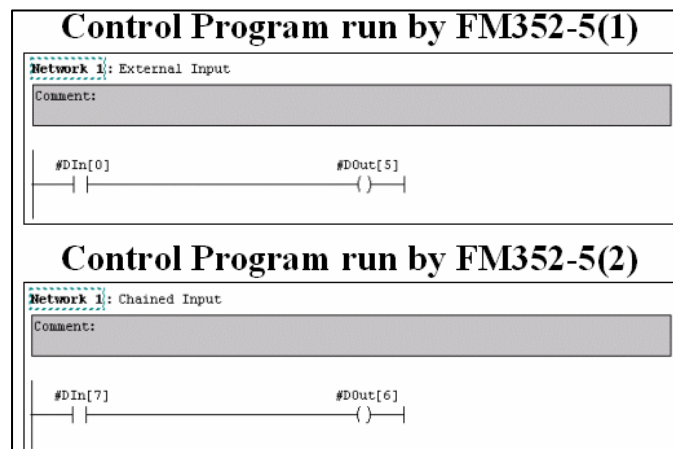 Control Program run by FM352-5(1)
Network 1: External Input
Comment:
#DIn[0] #DOut[5]
Control Program run by FM352-5(2)
Network 1: Chained Input
Comment:
#DIn[7] #DOut[6]